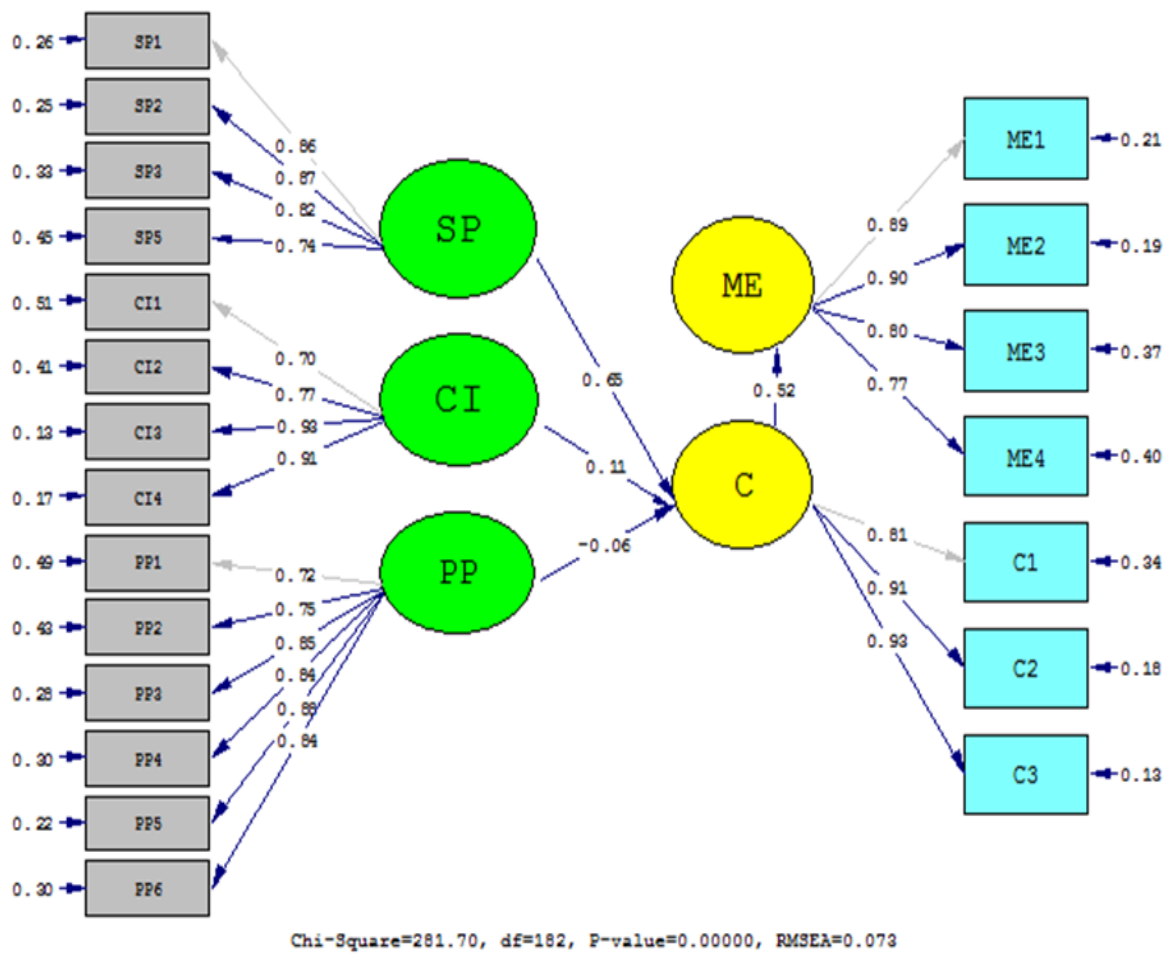 0.26 SP1
0.25 SP2
0.33 SP3
0.45 SP5
0.51 CI1
0.41 CI2
0.13 CI3
0.17 CI4
0.49 PP1
0.43 PP2
0.28 PP3
0.30 PP4
0.22 PP5
0.30 PP6
0.86
0.87
0.82
0.74
0.70
0.77
0.93
0.91
0.72
0.75
0.85
0.84
0.88
0.84
SP
CI
PP
0.65
0.11
-0.06
ME
0.52
C
0.89
0.90
0.80
0.77
0.81
0.91
0.93
ME1 0.21
ME2 0.19
ME3 0.37
ME4 0.40
C1 0.34
C2 0.18
C3 0.13
Chi-Square=281.70, df=182, P-value=0.00000, RMSEA=0.073